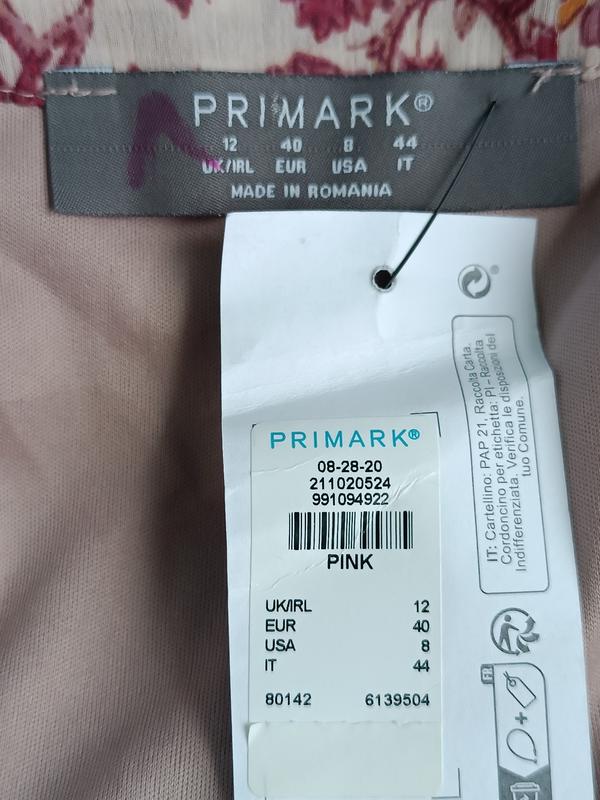 PRIMARK®
12 40 8 44
UK/IRL EUR USA IT
MADE IN ROMANIA
PRIMARK®
08-28-20
211020524
991094922
PINK
UK/IRL 12
EUR 40
USA 8
IT 44
80142 6139504
IT: Cartellino: PAP 21, Raccolta Carta.
Cordoncino per etichetta: PI - Raccolta
Indifferenziata. Verifica le disposizioni del
tuo Comune.
FR